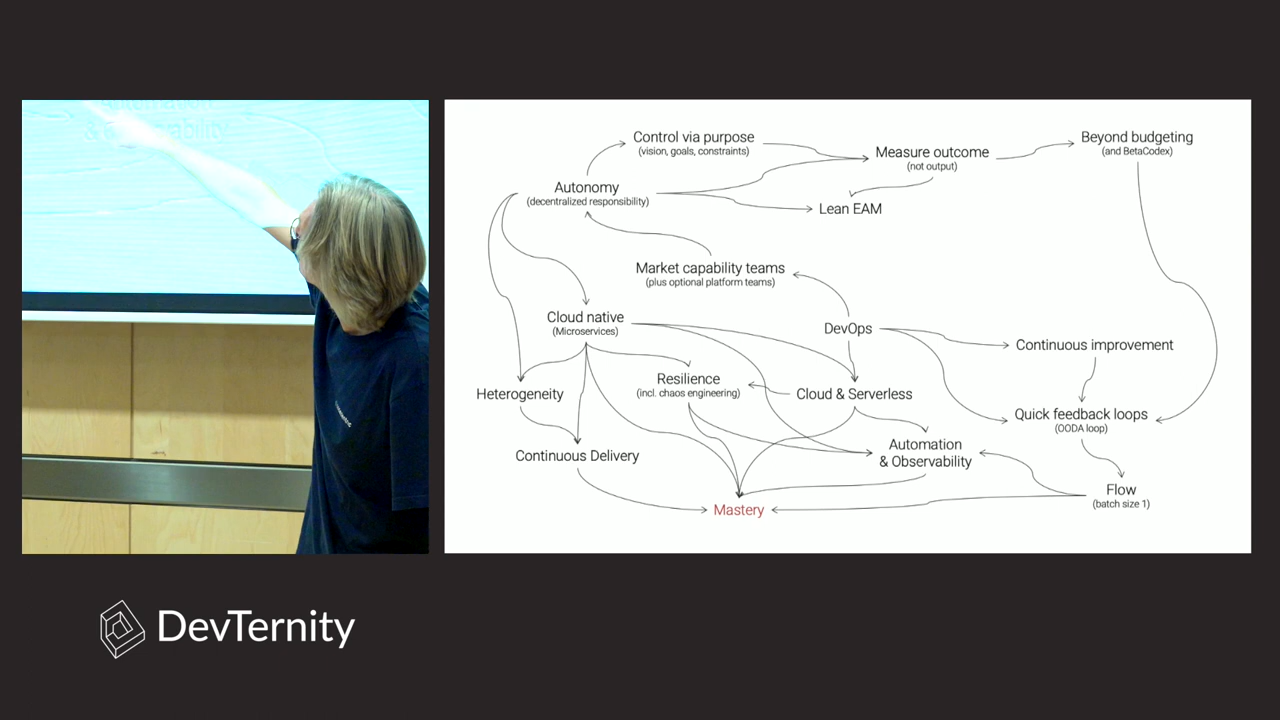 & observability
Control via purpose
(vision, goals, constraints)
Beyond budgeting
(and BetaCodex)
Measure outcome
(not output)
Autonomy
(decentralized responsibility)
Lean EAM
Market capability teams
(plus optional platform teams)
Cloud native
(Microservices)
DevOps
Continuous improvement
Resilience
(incl. chaos engineering)
Heterogeneity
Cloud & Serverless
Quick feedback loops
(OODA loop)
Automation
& Observability
Continuous Delivery
Flow
(batch size 1)
Mastery
DevTernity